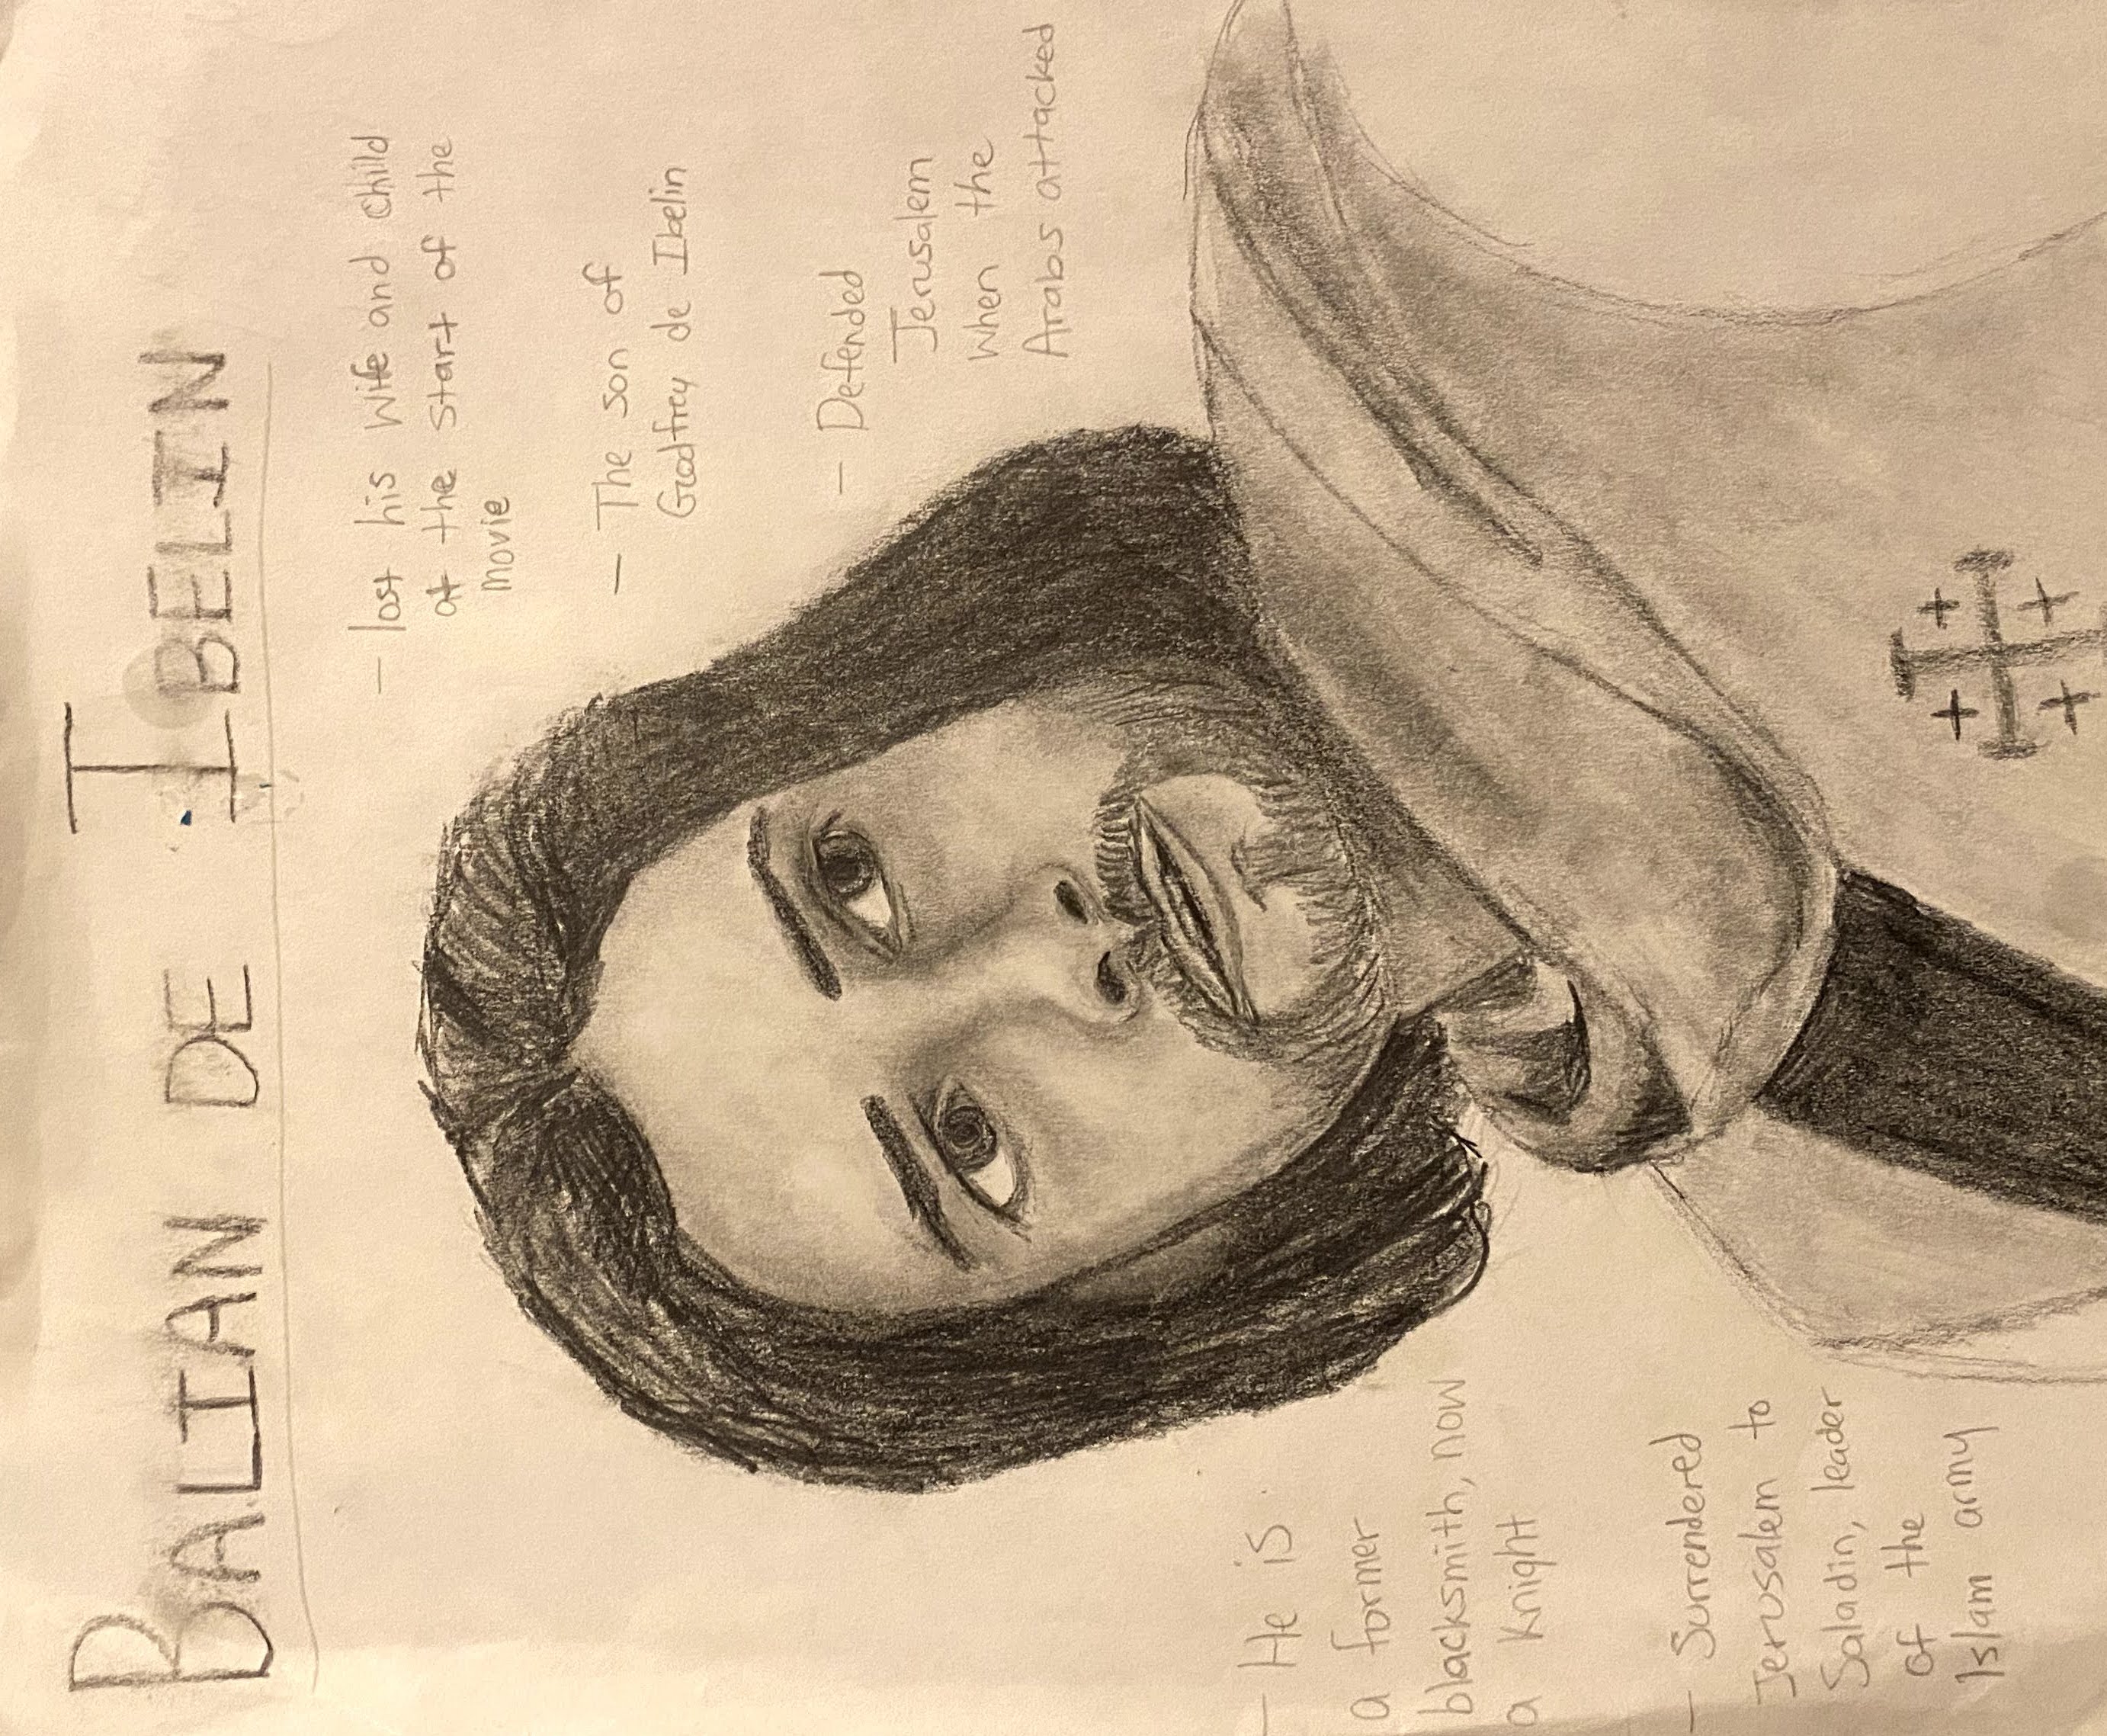 BALIAN DE IBELIN
— lost his wife and child
at the start of the
movie
— The son of
Godfrey de Ibelin
— Defended
Jerusalem
when the
Arabs attacked
— He is
a former
blacksmith, now
a Knight
— Surrendered
Jerusalem to
Saladin, leader
of the
Islam army